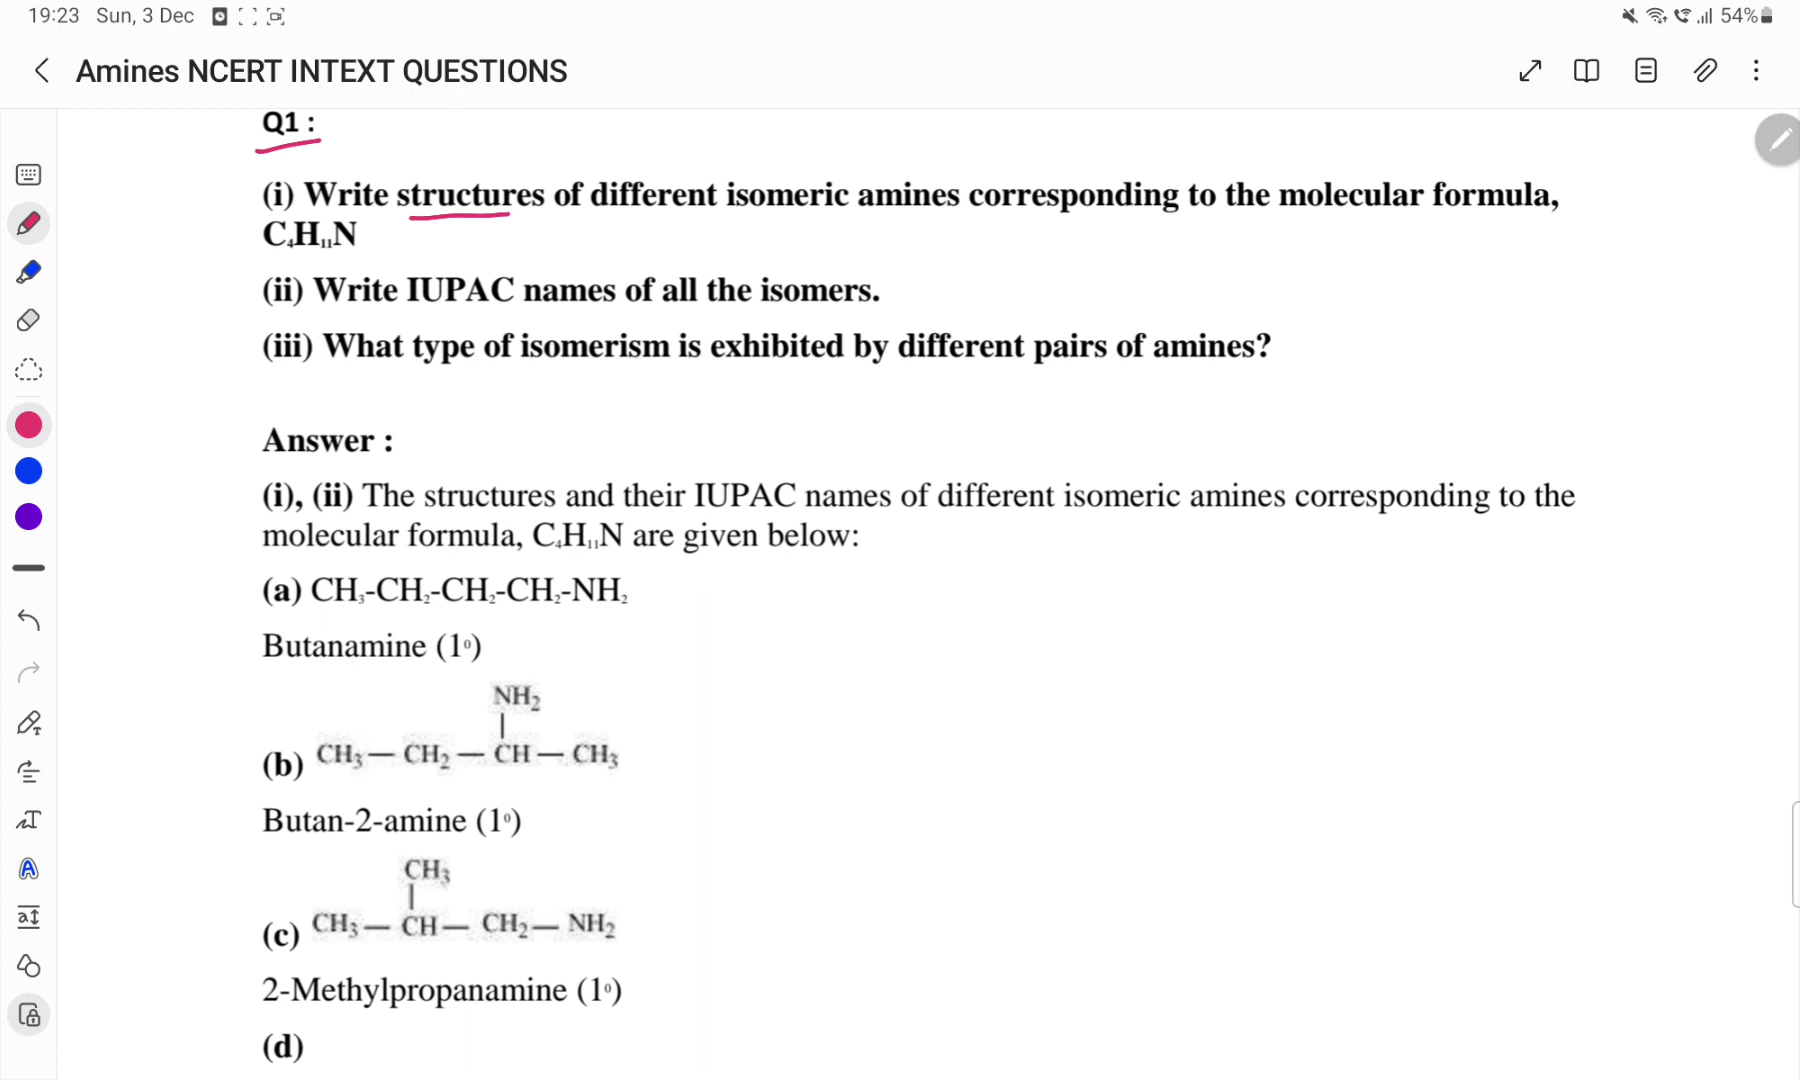 19:23 Sun, 3 Dec
54%
Amines NCERT INTEXT QUESTIONS
Q1 :
(i) Write structures of different isomeric amines corresponding to the molecular formula,
C₄H₁₁N
(ii) Write IUPAC names of all the isomers.
(iii) What type of isomerism is exhibited by different pairs of amines?
Answer :
(i), (ii) The structures and their IUPAC names of different isomeric amines corresponding to the
molecular formula, C₄H₁₁N are given below:
(a) CH₃-CH₂-CH₂-CH₂-NH₂
Butanamine (1⁰)
NH₂
(b) CH₃ — CH₂ — CH — CH₃
Butan-2-amine (1⁰)
CH₃
(c) CH₃ — CH — CH₂ — NH₂
2-Methylpropanamine (1⁰)
(d)